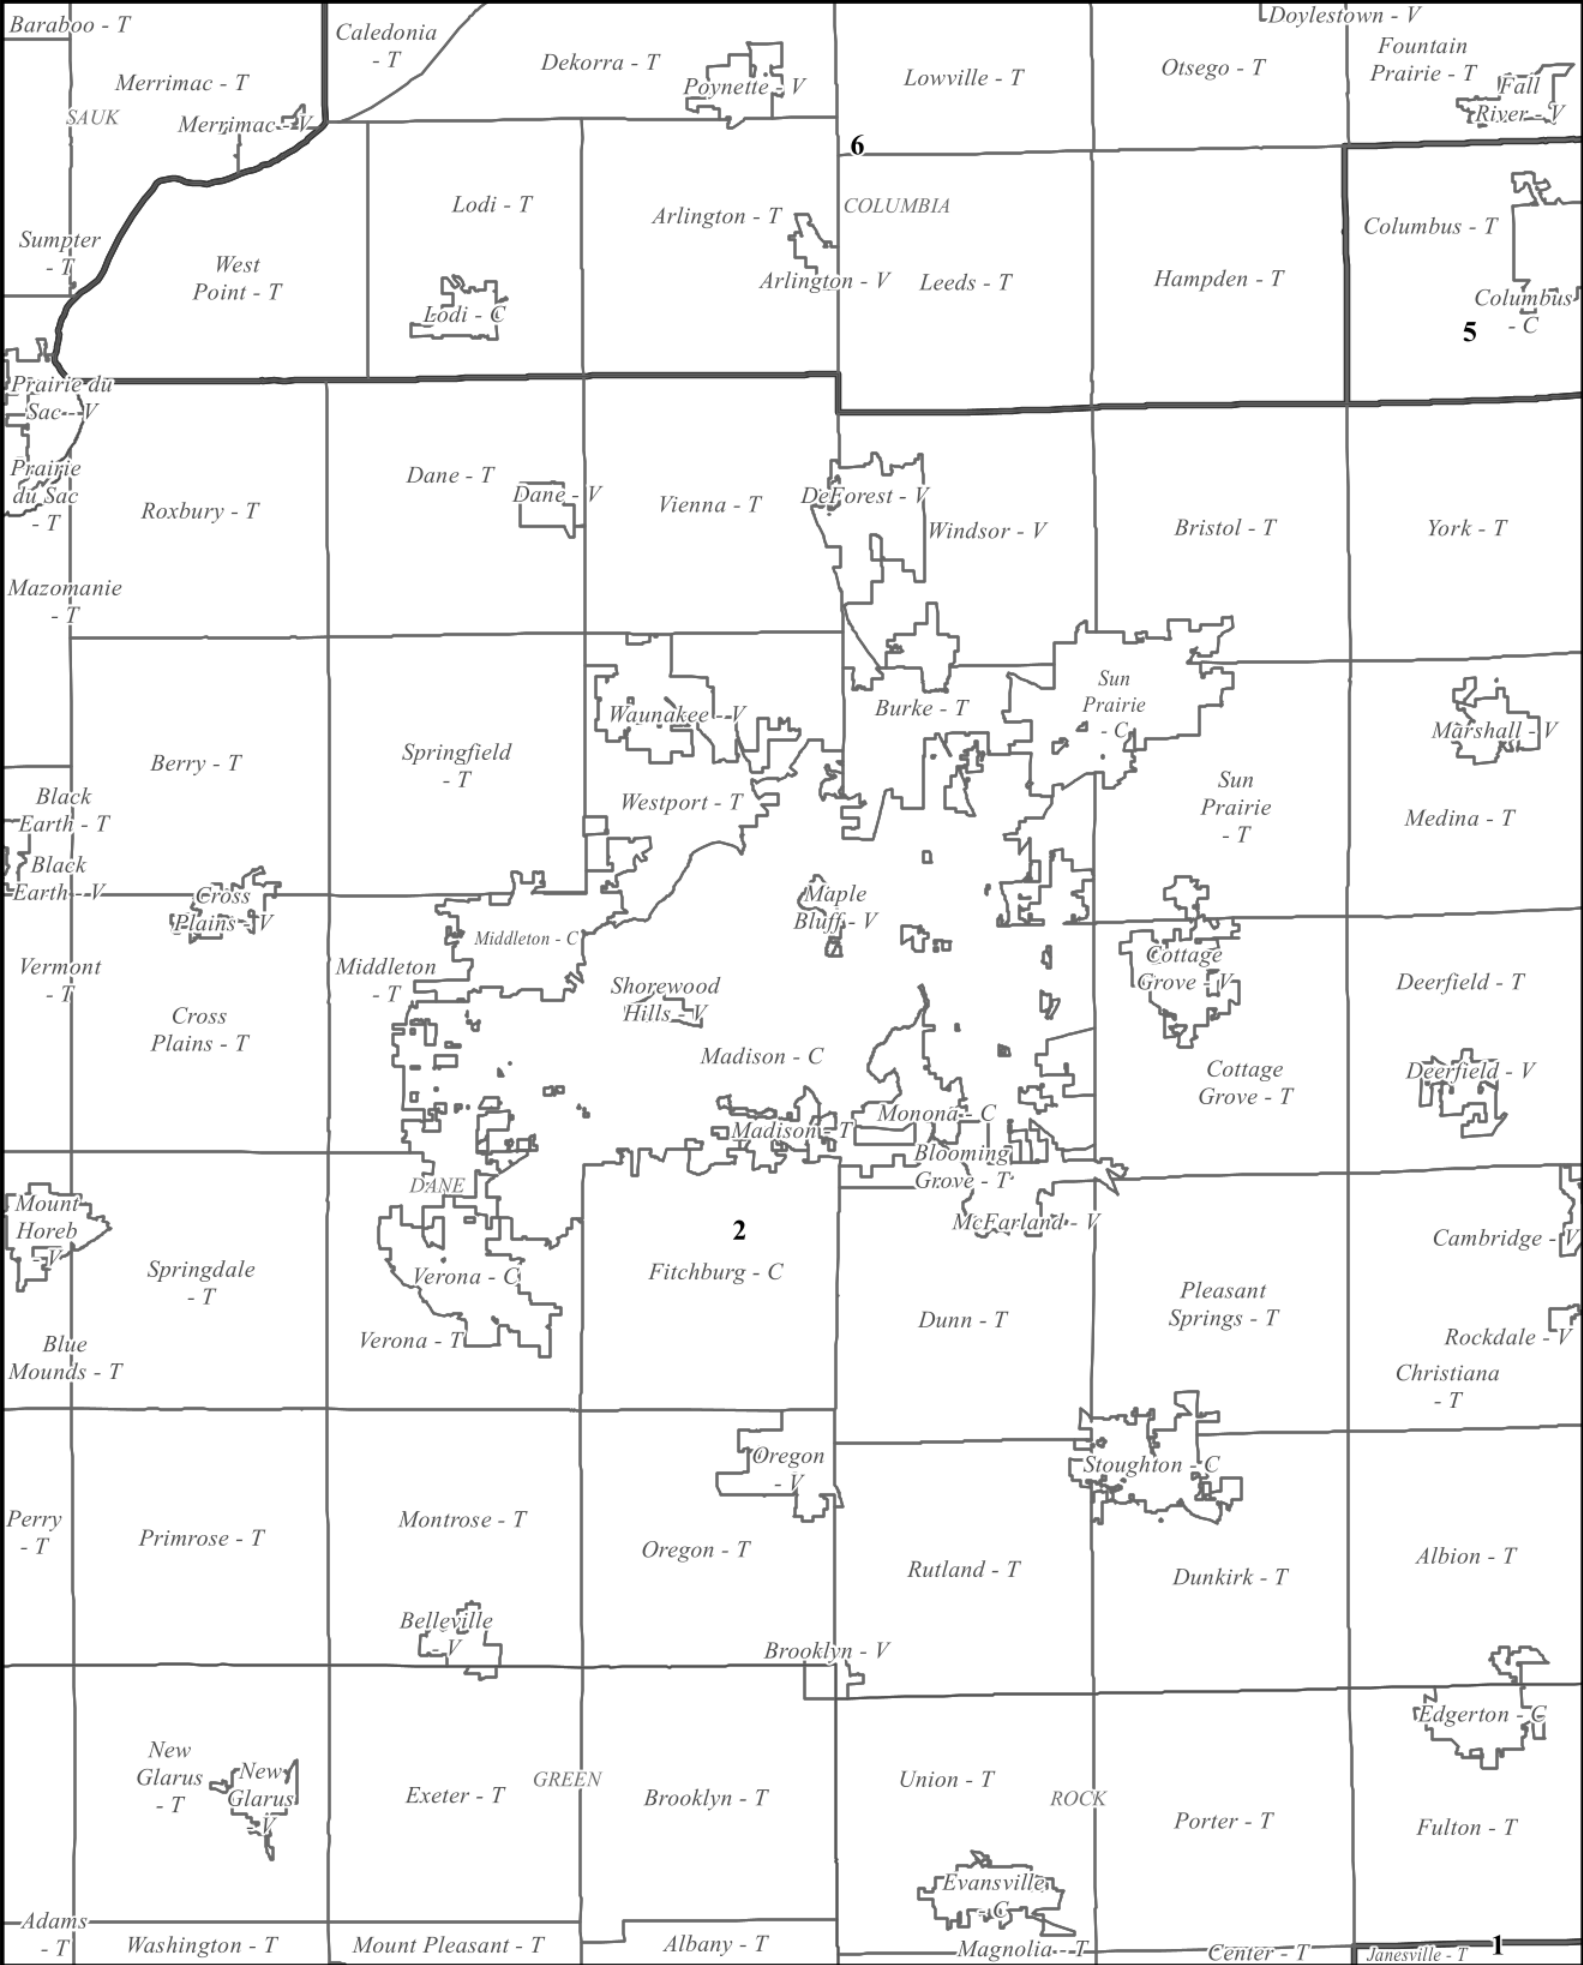 Baraboo - T
Caledonia
- T
Doylestown - V
Merrimac - T
Dekorra - T
Poynette - V
Lowville - T
Otsego - T
Fountain
Prairie - T
Fall
River - V
SAUK
Merrimac - V
6
Lodi - T
Arlington - T
COLUMBIA
Columbus - T
Sumpter
- T
West
Point - T
Arlington - V
Leeds - T
Hampden - T
Columbus
- C
Lodi - C
5
Prairie du
Sac - V
Prairie
du Sac
- T
Roxbury - T
Dane - T
Dane - V
Vienna - T
DeForest - V
Windsor - V
Bristol - T
York - T
Mazomanie
- T
Waunakee - V
Burke - T
Sun
Prairie
- C
Marshall - V
Berry - T
Springfield
- T
Westport - T
Sun
Prairie
- T
Medina - T
Black
Earth - T
Black
Earth - V
Cross
Plains - V
Maple
Bluff - V
Middleton - C
Vermont
- T
Middleton
- T
Shorewood
Hills - V
Cottage
Grove - V
Deerfield - T
Cross
Plains - T
Madison - C
Cottage
Grove - T
Deerfield - V
Monona - C
Madison - T
Blooming
Grove - T
DANE
Mount
Horeb
- V
McFarland - V
2
Cambridge - V
Springdale
- T
Verona - C
Fitchburg - C
Dunn - T
Pleasant
Springs - T
Verona - T
Rockdale - V
Blue
Mounds - T
Christiana
- T
Oregon
- V
Stoughton - C
Perry
- T
Primrose - T
Montrose - T
Oregon - T
Rutland - T
Dunkirk - T
Albion - T
Belleville
- V
Brooklyn - V
Edgerton - C
New
Glarus
- T
New
Glarus
- V
Exeter - T
GREEN
Brooklyn - T
Union - T
ROCK
Porter - T
Fulton - T
Evansville
- C
Adams
- T
Washington - T
Mount Pleasant - T
Albany - T
Magnolia - T
Center - T
Janesville - T
1